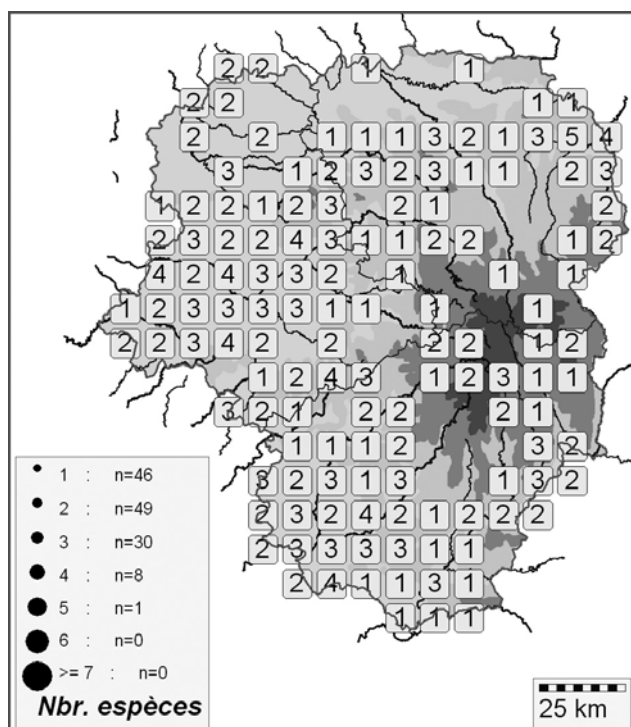 2 2 1 1
2 2 1 1
2 2 1 1 1 3 2 1 3 5 4
3 1 2 3 2 3 1 1 2 3
1 2 2 1 2 3 2 1 2
2 3 2 2 4 3 1 1 2 2 1 2
4 2 4 3 3 2 1 1 1
1 2 3 3 3 3 1 1 1 1
2 2 3 4 2 2 2 2 1 2
1 2 4 3 1 2 3 1 1
3 2 1 2 2 2 1
1 1 1 2 3 2
3 2 3 1 3 1 3 2
2 3 2 4 2 1 2 2 2
2 3 3 3 3 1 1
2 4 1 1 3 1
1 1 1
1 : n=46
2 : n=49
3 : n=30
4 : n=8
5 : n=1
6 : n=0
>= 7 : n=0
Nbr. espèces
25 km